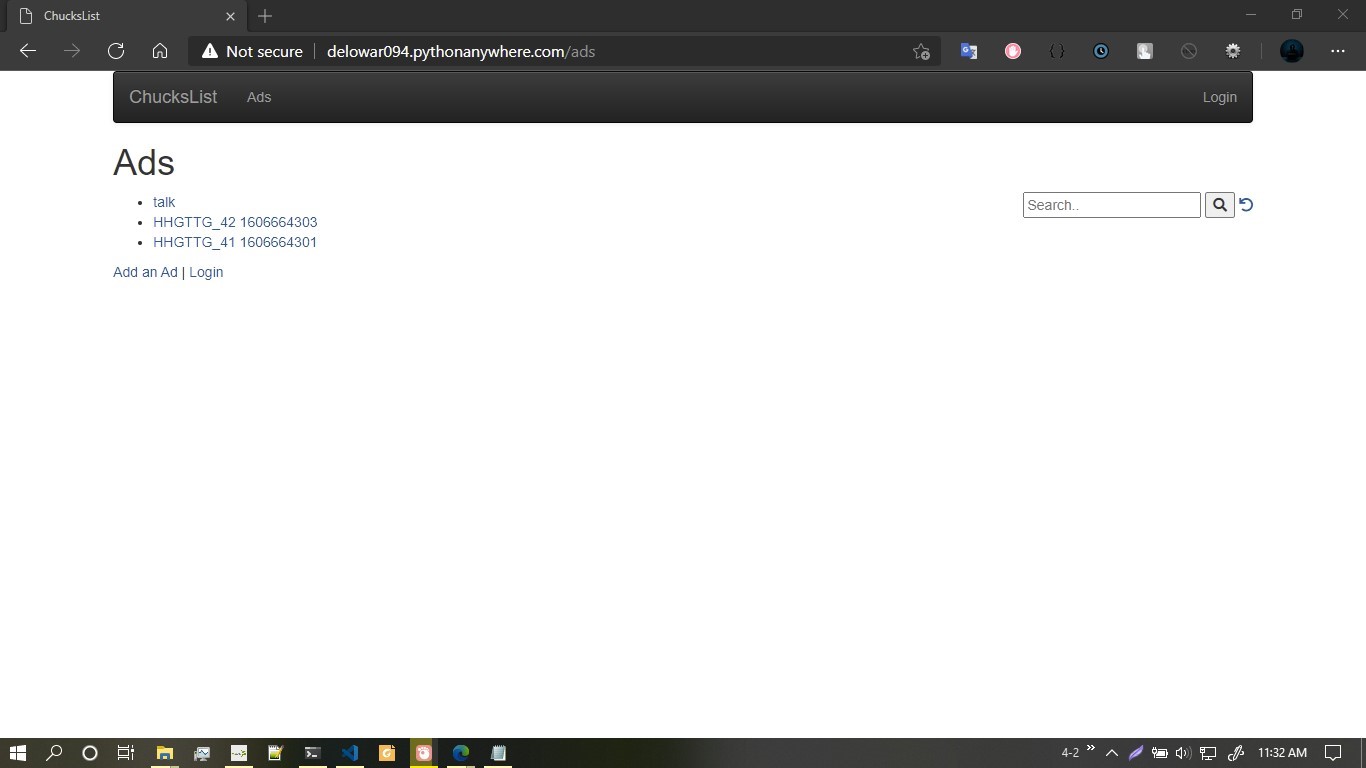 ChucksList
Not secure delowar094.pythonanywhere.com/ads
ChucksList Ads Login
Ads
talk
Search..
HHGTTG_42 1606664303
HHGTTG_41 1606664301
Add an Ad | Login
4-2 » 11:32 AM